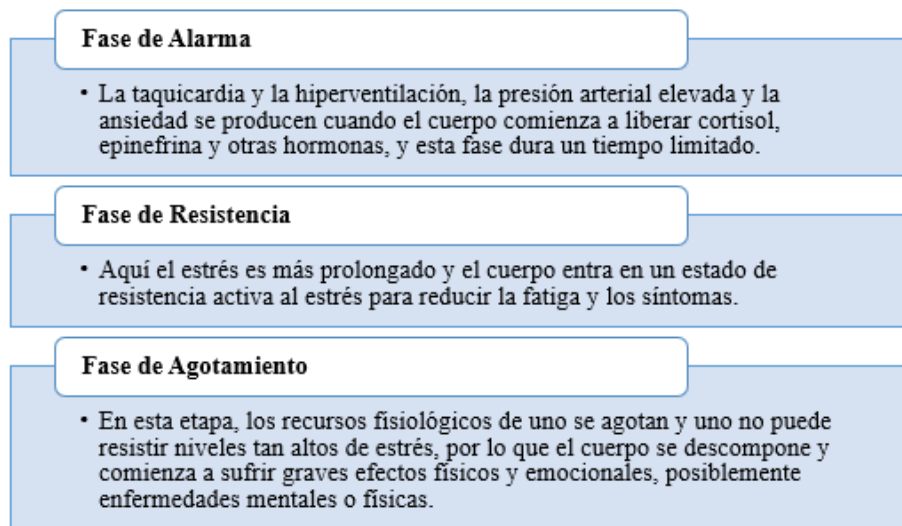 Fase de Alarma
• La taquicardia y la hiperventilación, la presión arterial elevada y la
ansiedad se producen cuando el cuerpo comienza a liberar cortisol,
epinefrina y otras hormonas, y esta fase dura un tiempo limitado.
Fase de Resistencia
• Aquí el estrés es más prolongado y el cuerpo entra en un estado de
resistencia activa al estrés para reducir la fatiga y los síntomas.
Fase de Agotamiento
• En esta etapa, los recursos fisiológicos de uno se agotan y uno no puede
resistir niveles tan altos de estrés, por lo que el cuerpo se descompone y
comienza a sufrir graves efectos físicos y emocionales, posiblemente
enfermedades mentales o físicas.